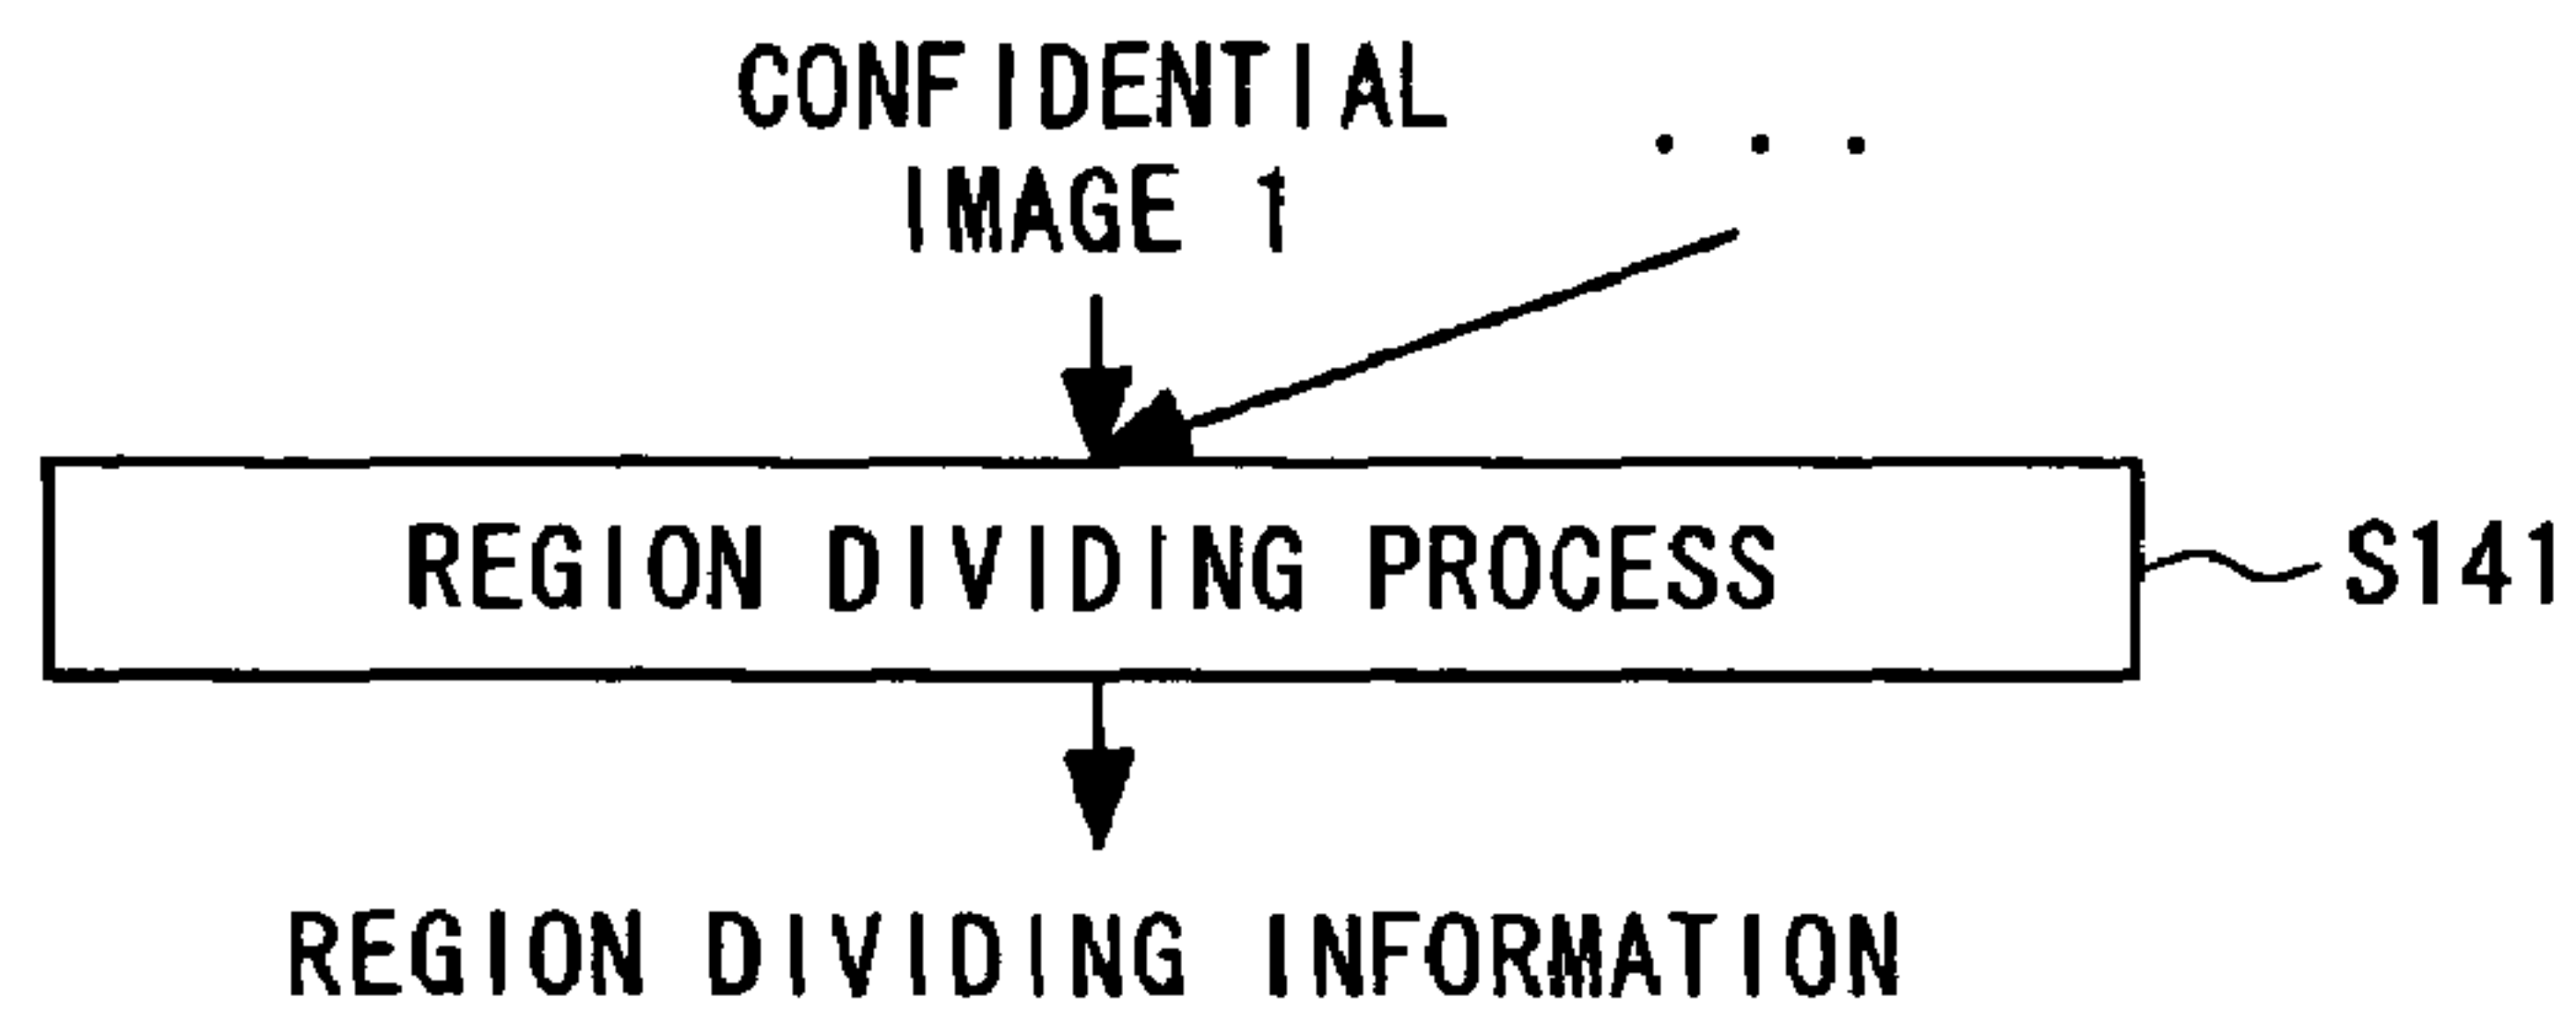 CONFIDENTIAL
IMAGE 1
. . .
REGION DIVIDING PROCESS
S141
REGION DIVIDING INFORMATION